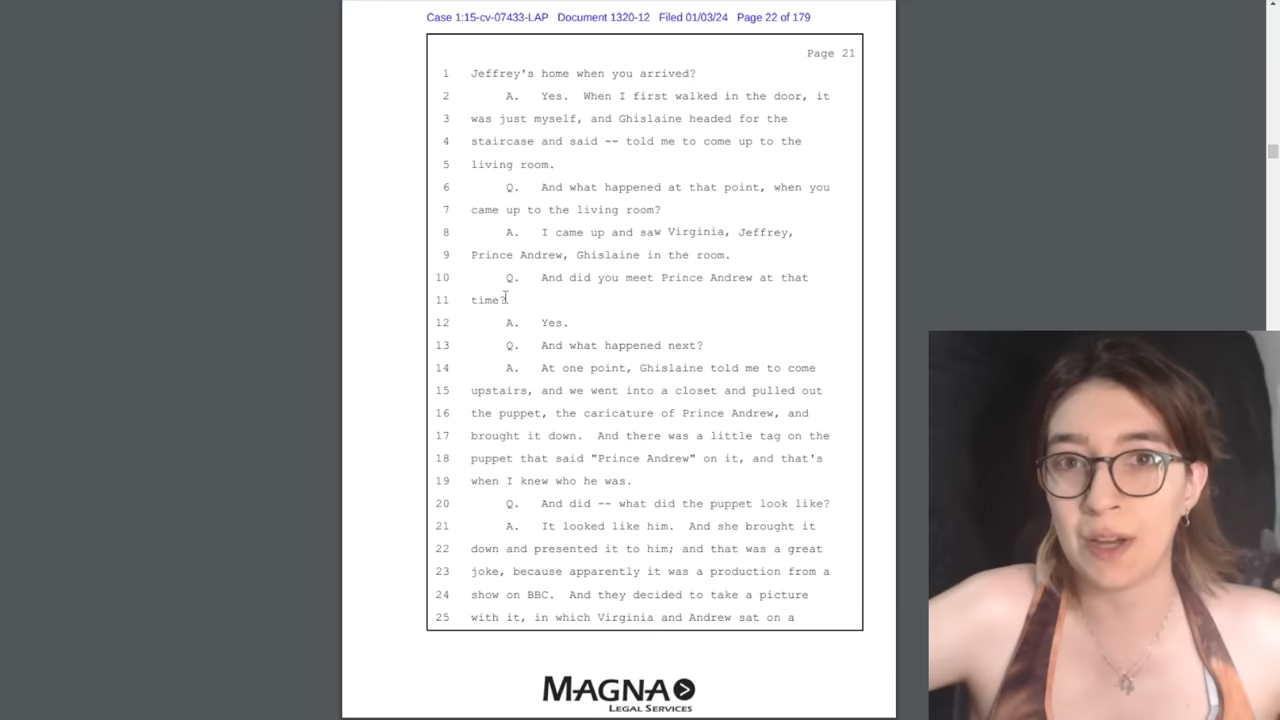 Case 1:15-cv-07433-LAP Document 1320-12 Filed 01/03/24 Page 22 of 179
Page 21
1 Jeffrey's home when you arrived?
2 A. Yes. When I first walked in the door, it
3 was just myself, and Ghislaine headed for the
4 staircase and said -- told me to come up to the
5 living room.
6 Q. And what happened at that point, when you
7 came up to the living room?
8 A. I came up and saw Virginia, Jeffrey,
9 Prince Andrew, Ghislaine in the room.
10 Q. And did you meet Prince Andrew at that
11 time?
12 A. Yes.
13 Q. And what happened next?
14 A. At one point, Ghislaine told me to come
15 upstairs, and we went into a closet and pulled out
16 the puppet, the caricature of Prince Andrew, and
17 brought it down. And there was a little tag on the
18 puppet that said "Prince Andrew" on it, and that's
19 when I knew who he was.
20 Q. And did -- what did the puppet look like?
21 A. It looked like him. And she brought it
22 down and presented it to him; and that was a great
23 joke, because apparently it was a production from a
24 show on BBC. And they decided to take a picture
25 with it, in which Virginia and Andrew sat on a
MAGNA
LEGAL SERVICES